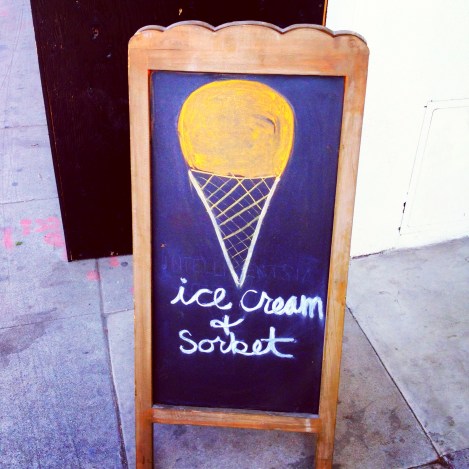 ice cream
&
sorbet